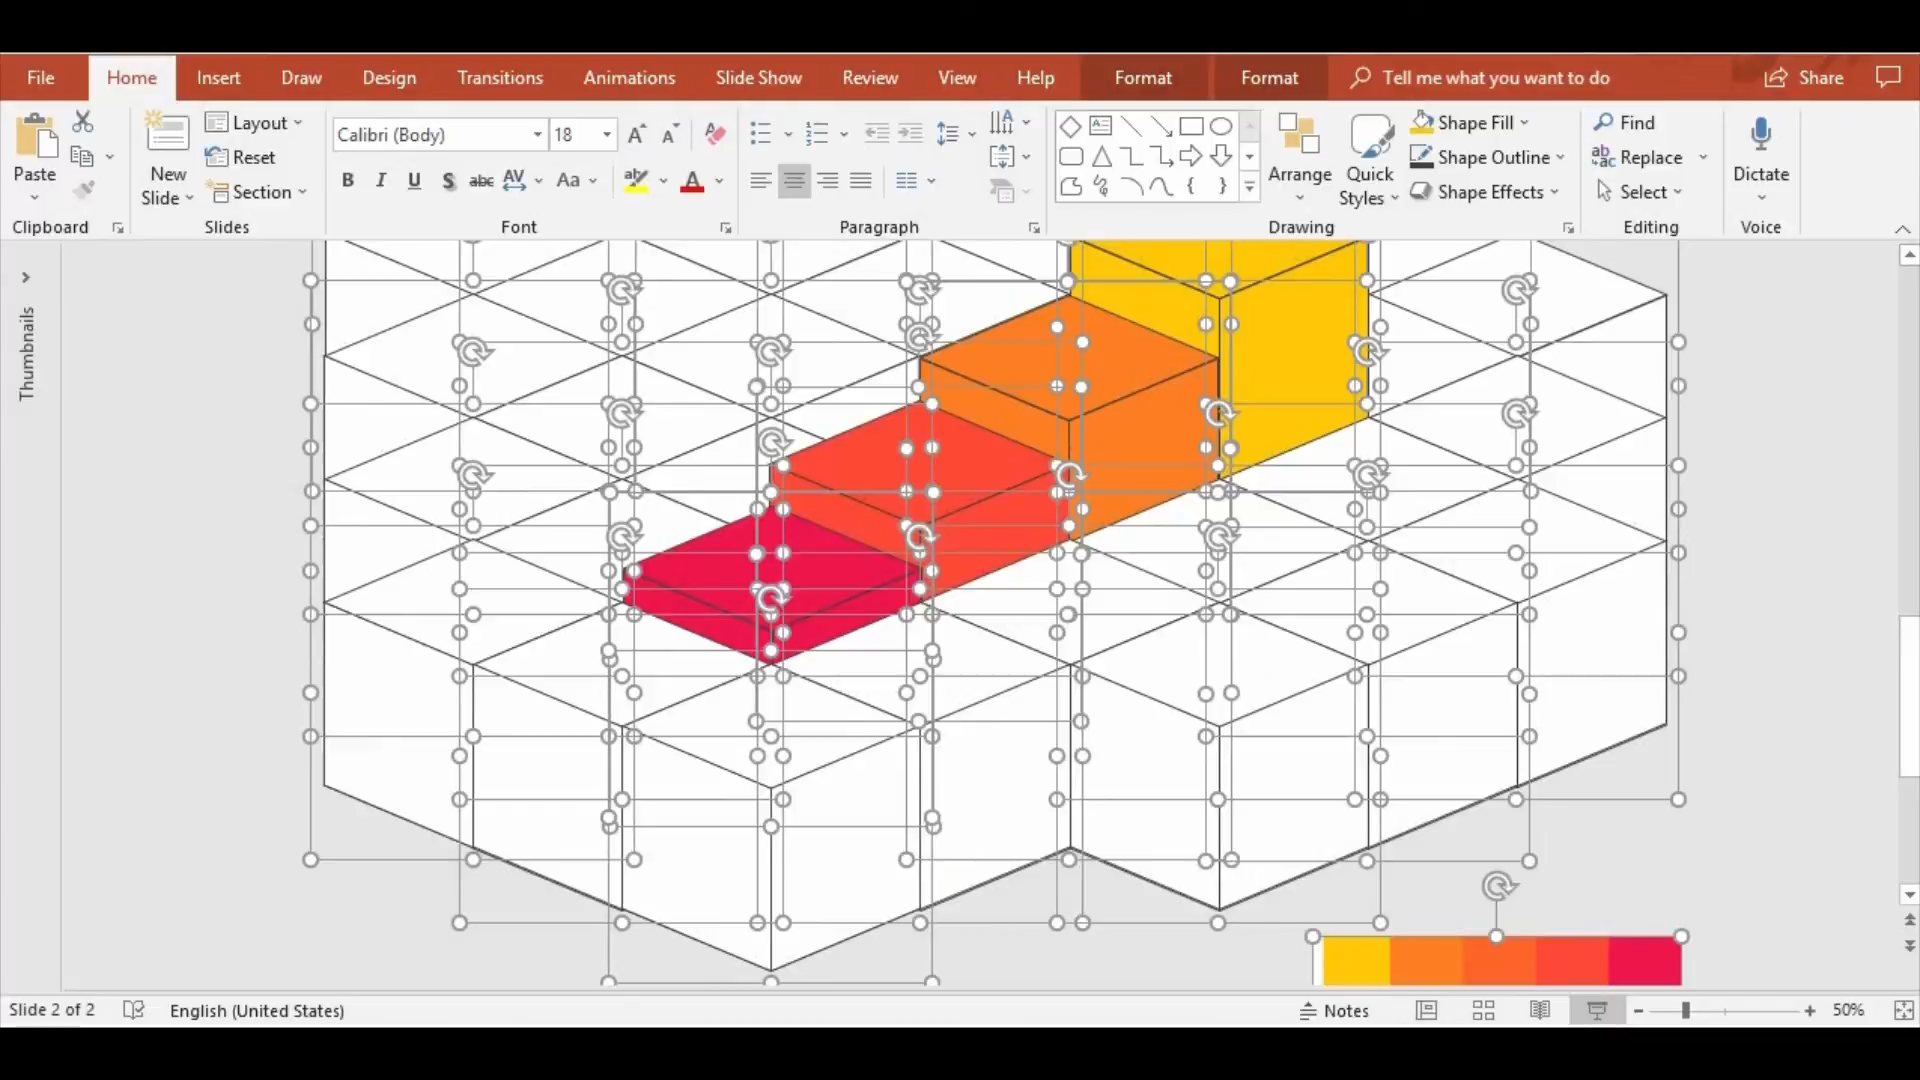 File Home Insert Draw Design Transitions Animations Slide Show Review View Help Format Format Tell me what you want to do Share
Paste
Clipboard
New
Slide
Layout
Reset
Section
Slides
Calibri (Body) 18
B I U S abc AV Aa A
Font
Paragraph
Arrange
Quick
Styles
Shape Fill
Shape Outline
Shape Effects
Drawing
Find
Replace
Select
Editing
Dictate
Voice
Thumbnails
Slide 2 of 2 English (United States) Notes 50%